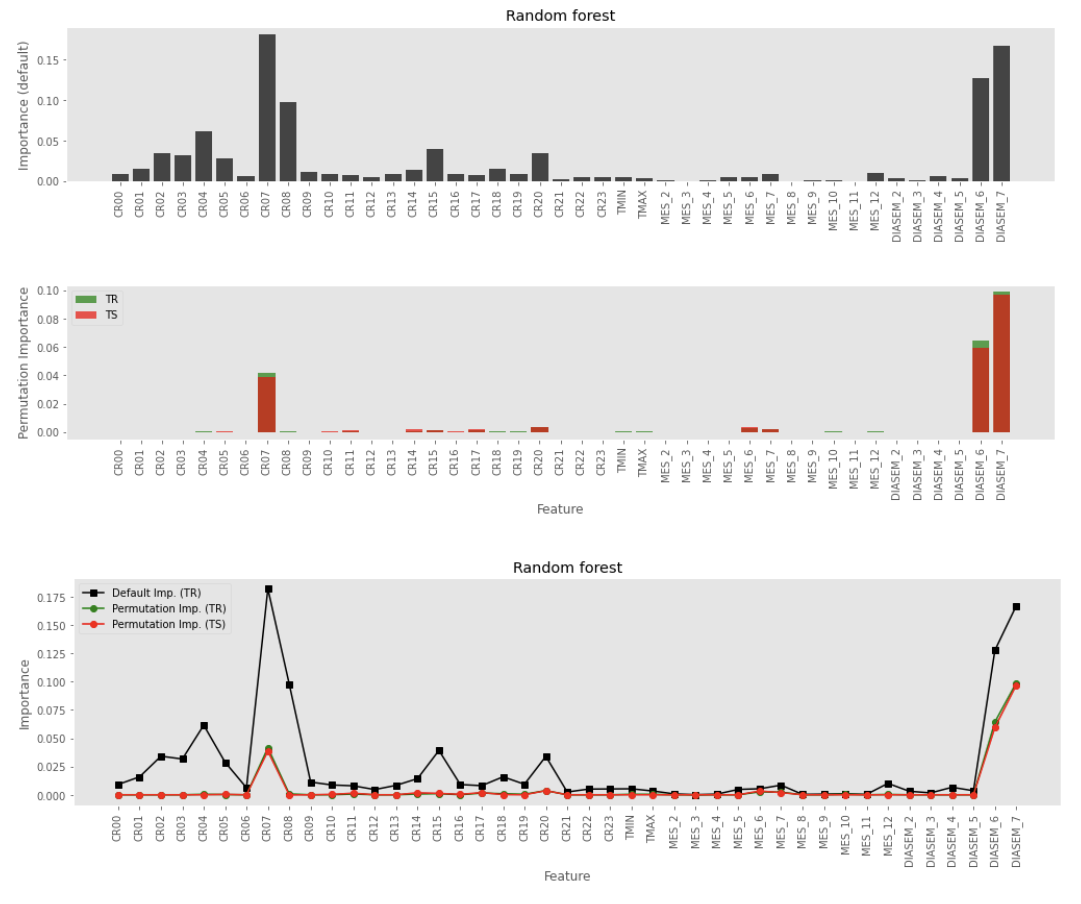 Random forest
Importance (default)
0.15
0.10
0.05
0.00
CR00 CR01 CR02 CR03 CR04 CR05 CR06 CR07 CR08 CR09 CR10 CR11 CR12 CR13 CR14 CR15 CR16 CR17 CR18 CR19 CR20 CR21 CR22 CR23 TMIN TMAX MES_2 MES_3 MES_4 MES_5 MES_6 MES_7 MES_8 MES_9 MES_10 MES_11 MES_12 DIASEM_2 DIASEM_3 DIASEM_4 DIASEM_5 DIASEM_6 DIASEM_7
Permutation Importance
0.10
0.08
0.06
0.04
0.02
0.00
TR
TS
CR00 CR01 CR02 CR03 CR04 CR05 CR06 CR07 CR08 CR09 CR10 CR11 CR12 CR13 CR14 CR15 CR16 CR17 CR18 CR19 CR20 CR21 CR22 CR23 TMIN TMAX MES_2 MES_3 MES_4 MES_5 MES_6 MES_7 MES_8 MES_9 MES_10 MES_11 MES_12 DIASEM_2 DIASEM_3 DIASEM_4 DIASEM_5 DIASEM_6 DIASEM_7
Feature
Random forest
Importance
0.175
0.150
0.125
0.100
0.075
0.050
0.025
0.000
Default Imp. (TR)
Permutation Imp. (TR)
Permutation Imp. (TS)
CR00 CR01 CR02 CR03 CR04 CR05 CR06 CR07 CR08 CR09 CR10 CR11 CR12 CR13 CR14 CR15 CR16 CR17 CR18 CR19 CR20 CR21 CR22 CR23 TMIN TMAX MES_2 MES_3 MES_4 MES_5 MES_6 MES_7 MES_8 MES_9 MES_10 MES_11 MES_12 DIASEM_2 DIASEM_3 DIASEM_4 DIASEM_5 DIASEM_6 DIASEM_7
Feature